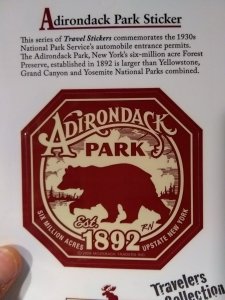 Adirondack Park Sticker
This series of Travel Stickers commemorates the 1930s
National Park Service's automobile entrance permits.
The Adirondack Park, New York's six-million acre Forest
Preserve, established in 1892 is larger than Yellowstone,
Grand Canyon and Yosemite National Parks combined.
ADIRONDACK
PARK
Est.
RN
1892
SIX MILLION ACRES
UPSTATE NEW YORK
Travelers
Collection